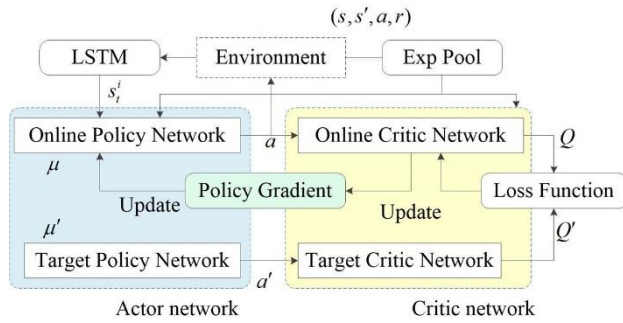 (s, s′, a, r)
LSTM
Environment
Exp Pool
s_t^i
Online Policy Network
a
Online Critic Network
Q
μ
Policy Gradient
Loss Function
Update
Update
μ′
Q′
Target Policy Network
a′
Target Critic Network
Actor network
Critic network